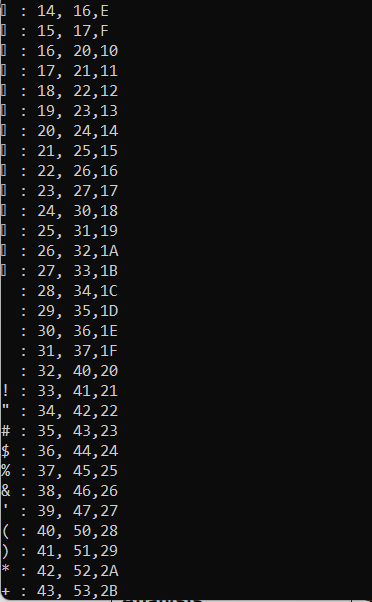 ▯ : 14, 16,E
▯ : 15, 17,F
▯ : 16, 20,10
▯ : 17, 21,11
▯ : 18, 22,12
▯ : 19, 23,13
▯ : 20, 24,14
▯ : 21, 25,15
▯ : 22, 26,16
▯ : 23, 27,17
▯ : 24, 30,18
▯ : 25, 31,19
▯ : 26, 32,1A
▯ : 27, 33,1B
: 28, 34,1C
: 29, 35,1D
: 30, 36,1E
: 31, 37,1F
: 32, 40,20
! : 33, 41,21
" : 34, 42,22
# : 35, 43,23
$ : 36, 44,24
% : 37, 45,25
& : 38, 46,26
' : 39, 47,27
( : 40, 50,28
) : 41, 51,29
* : 42, 52,2A
+ : 43, 53,2B